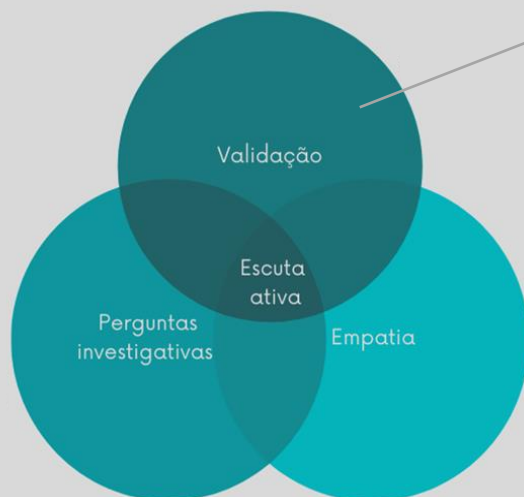 Validação
Escuta
ativa
Perguntas
investigativas
Empatia